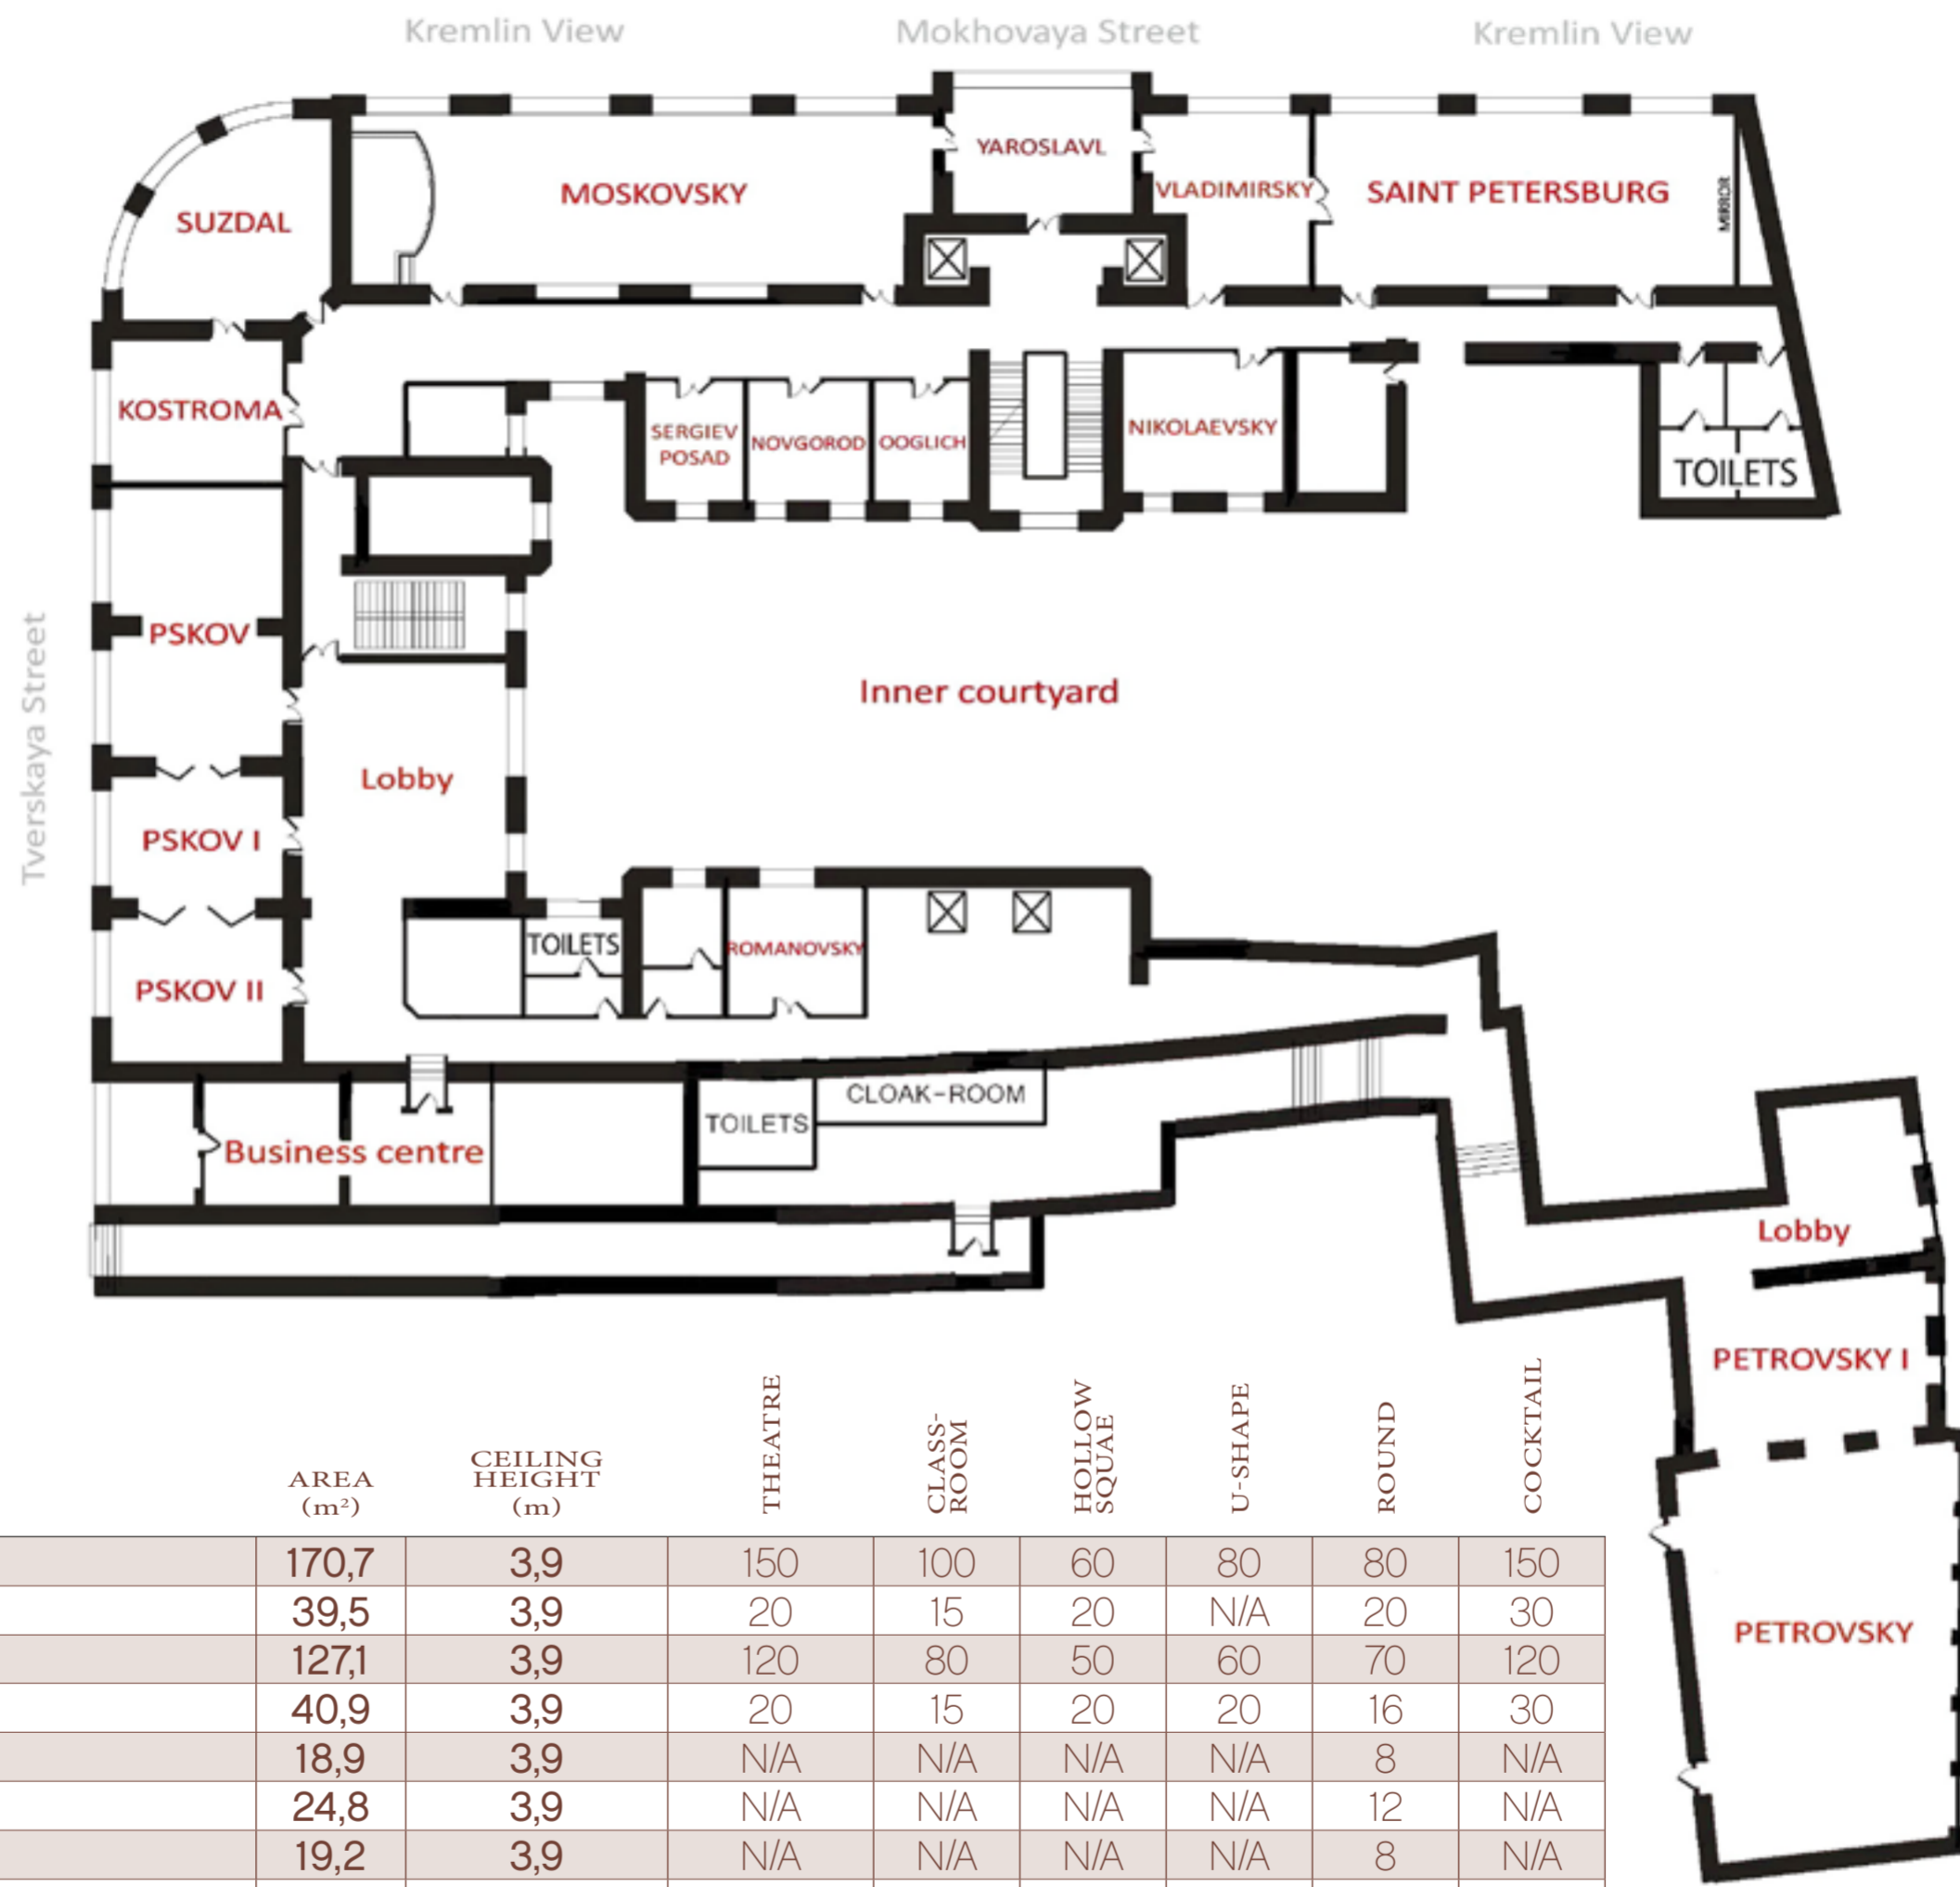 Kremlin View Mokhovaya Street Kremlin View
YAROSLAVL
MOSKOVSKY VLADIMIRSKY SAINT PETERSBURG
MIRROR
SUZDAL
KOSTROMA
SERGIEV
POSAD
NOVGOROD OOGLICH NIKOLAEVSKY
TOILETS
PSKOV
Tverskaya Street
Inner courtyard
Lobby
PSKOV I
TOILETS ROMANOVSKY
PSKOV II
CLOAK-ROOM
TOILETS
Business centre
Lobby
PETROVSKY I
PETROVSKY
AREA
(m²)
CEILING
HEIGHT
(m)
THEATRE
CLASS-
ROOM
HOLLOW
SQUAE
U-SHAPE
ROUND
COCKTAIL
170,7 3,9 150 100 60 80 80 150
39,5 3,9 20 15 20 N/A 20 30
127,1 3,9 120 80 50 60 70 120
40,9 3,9 20 15 20 20 16 30
18,9 3,9 N/A N/A N/A N/A 8 N/A
24,8 3,9 N/A N/A N/A N/A 12 N/A
19,2 3,9 N/A N/A N/A N/A 8 N/A